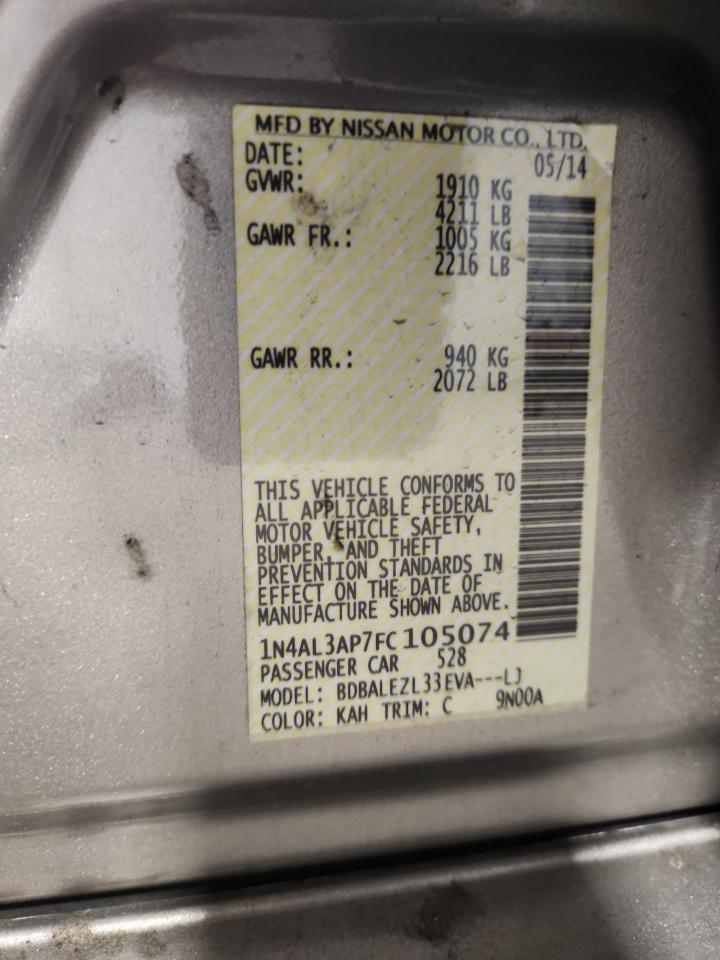 MFD BY NISSAN MOTOR CO., LTD.
DATE: 05/14
GVWR: 1910 KG
4211 LB
GAWR FR.: 1005 KG
2216 LB
GAWR RR.: 940 KG
2072 LB
THIS VEHICLE CONFORMS TO
ALL APPLICABLE FEDERAL
MOTOR VEHICLE SAFETY,
BUMPER, AND THEFT
PREVENTION STANDARDS IN
EFFECT ON THE DATE OF
MANUFACTURE SHOWN ABOVE.
1N4AL3AP7FC105074
PASSENGER CAR 528
MODEL: BDBALEZL33EVA---LJ
COLOR: KAH TRIM: C 9N00A